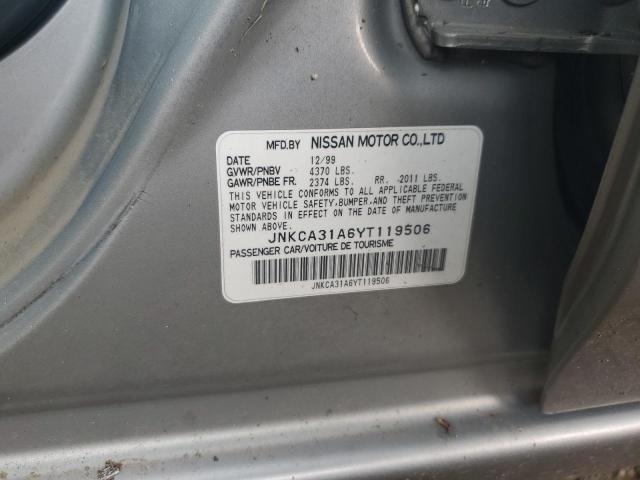 MFD.BY NISSAN MOTOR CO.,LTD
DATE 12/99
GVWR/PNBV 4370 LBS.
GAWR/PNBE FR. 2374 LBS. RR. 2011 LBS.
THIS VEHICLE CONFORMS TO ALL APPLICABLE FEDERAL
MOTOR VEHICLE SAFETY,BUMPER,AND THEFT PREVENTION
STANDARDS IN EFFECT ON THE DATE OF MANUFACTURE
SHOWN ABOVE.
JNKCA31A6YT119506
PASSENGER CAR/VOITURE DE TOURISME
JNKCA31A6YT119506